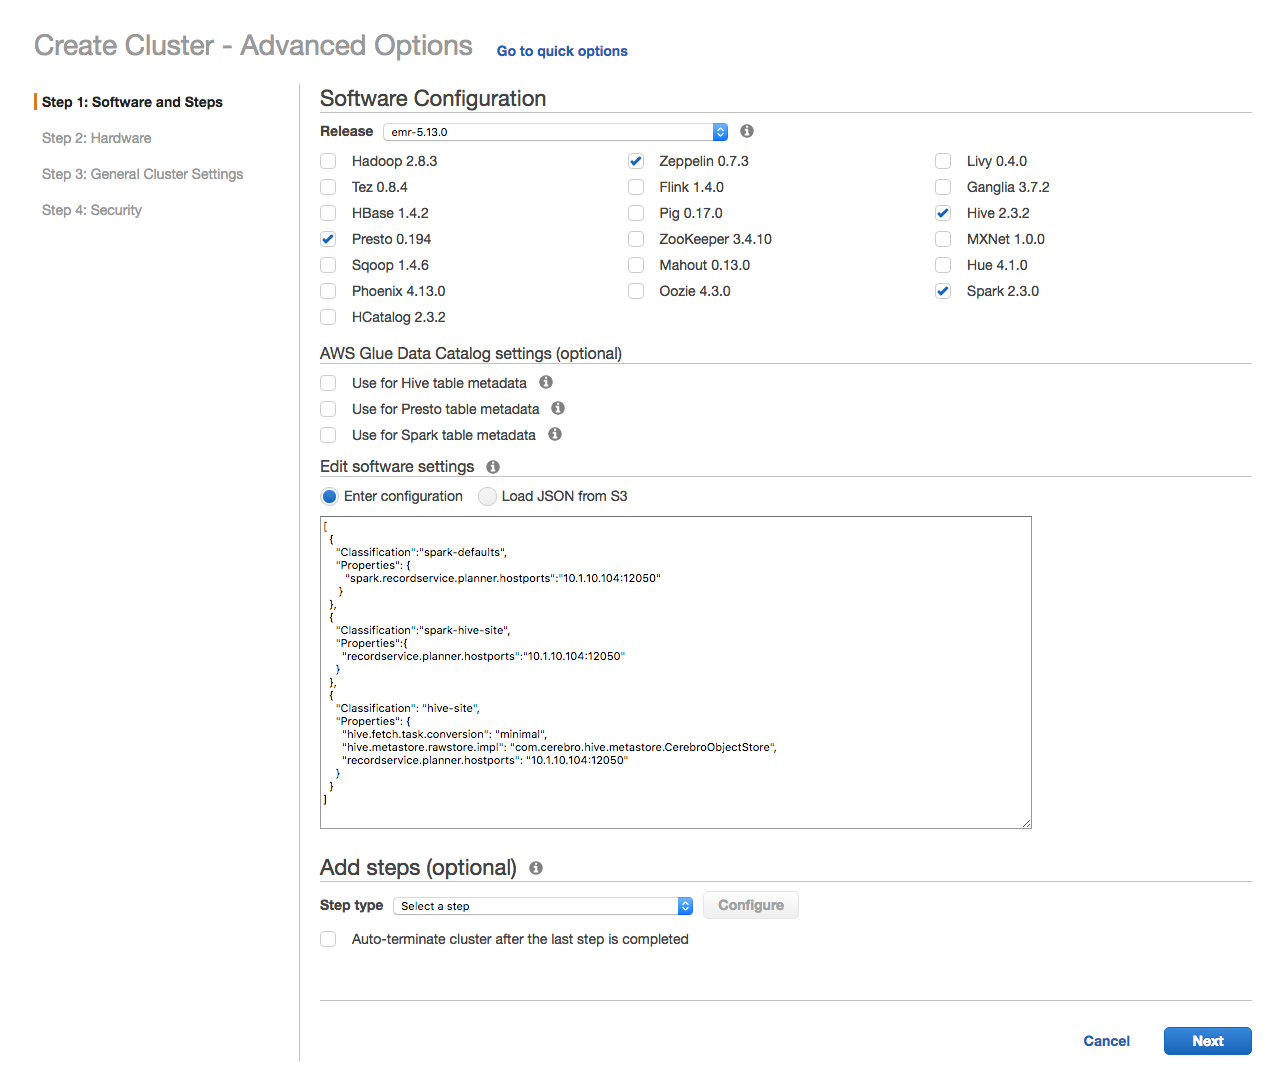 Create Cluster - Advanced Options Go to quick options
Step 1: Software and Steps
Step 2: Hardware
Step 3: General Cluster Settings
Step 4: Security
Software Configuration
Release emr-5.13.0
Hadoop 2.8.3 Zeppelin 0.7.3 Livy 0.4.0
Tez 0.8.4 Flink 1.4.0 Ganglia 3.7.2
HBase 1.4.2 Pig 0.17.0 Hive 2.3.2
Presto 0.194 ZooKeeper 3.4.10 MXNet 1.0.0
Sqoop 1.4.6 Mahout 0.13.0 Hue 4.1.0
Phoenix 4.13.0 Oozie 4.3.0 Spark 2.3.0
HCatalog 2.3.2
AWS Glue Data Catalog settings (optional)
Use for Hive table metadata
Use for Presto table metadata
Use for Spark table metadata
Edit software settings
Enter configuration Load JSON from S3
[
{
"Classification":"spark-defaults",
"Properties": {
"spark.recordservice.planner.hostports":"10.1.10.104:12050"
}
},
{
"Classification":"spark-hive-site",
"Properties":{
"recordservice.planner.hostports":"10.1.10.104:12050"
}
},
{
"Classification": "hive-site",
"Properties": {
"hive.fetch.task.conversion": "minimal",
"hive.metastore.rawstore.impl": "com.cerebro.hive.metastore.CerebroObjectStore",
"recordservice.planner.hostports": "10.1.10.104:12050"
}
}
]
Add steps (optional)
Step type Select a step Configure
Auto-terminate cluster after the last step is completed
Cancel Next